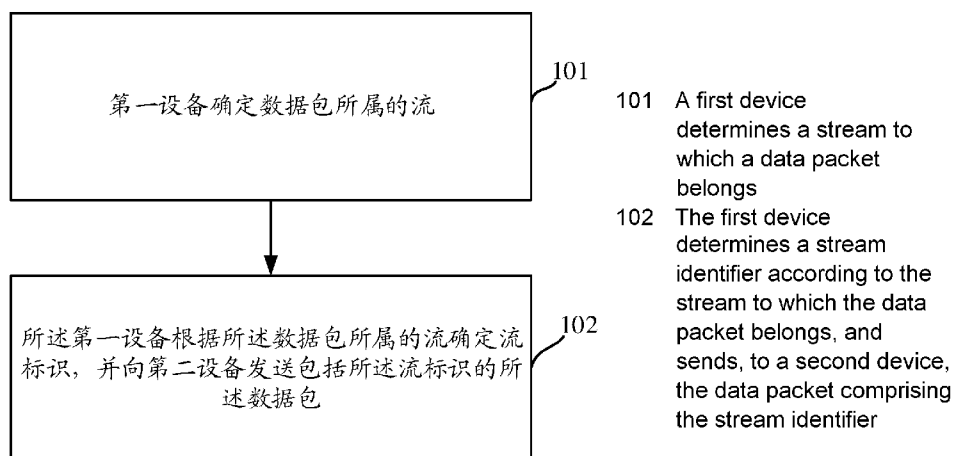 第一设备确定数据包所属的流
101
所述第一设备根据所述数据包所属的流确定流
标识，并向第二设备发送包括所述流标识的所
述数据包
102
101 A first device
determines a stream to
which a data packet
belongs
102 The first device
determines a stream
identifier according to the
stream to which the data
packet belongs, and
sends, to a second device,
the data packet comprising
the stream identifier